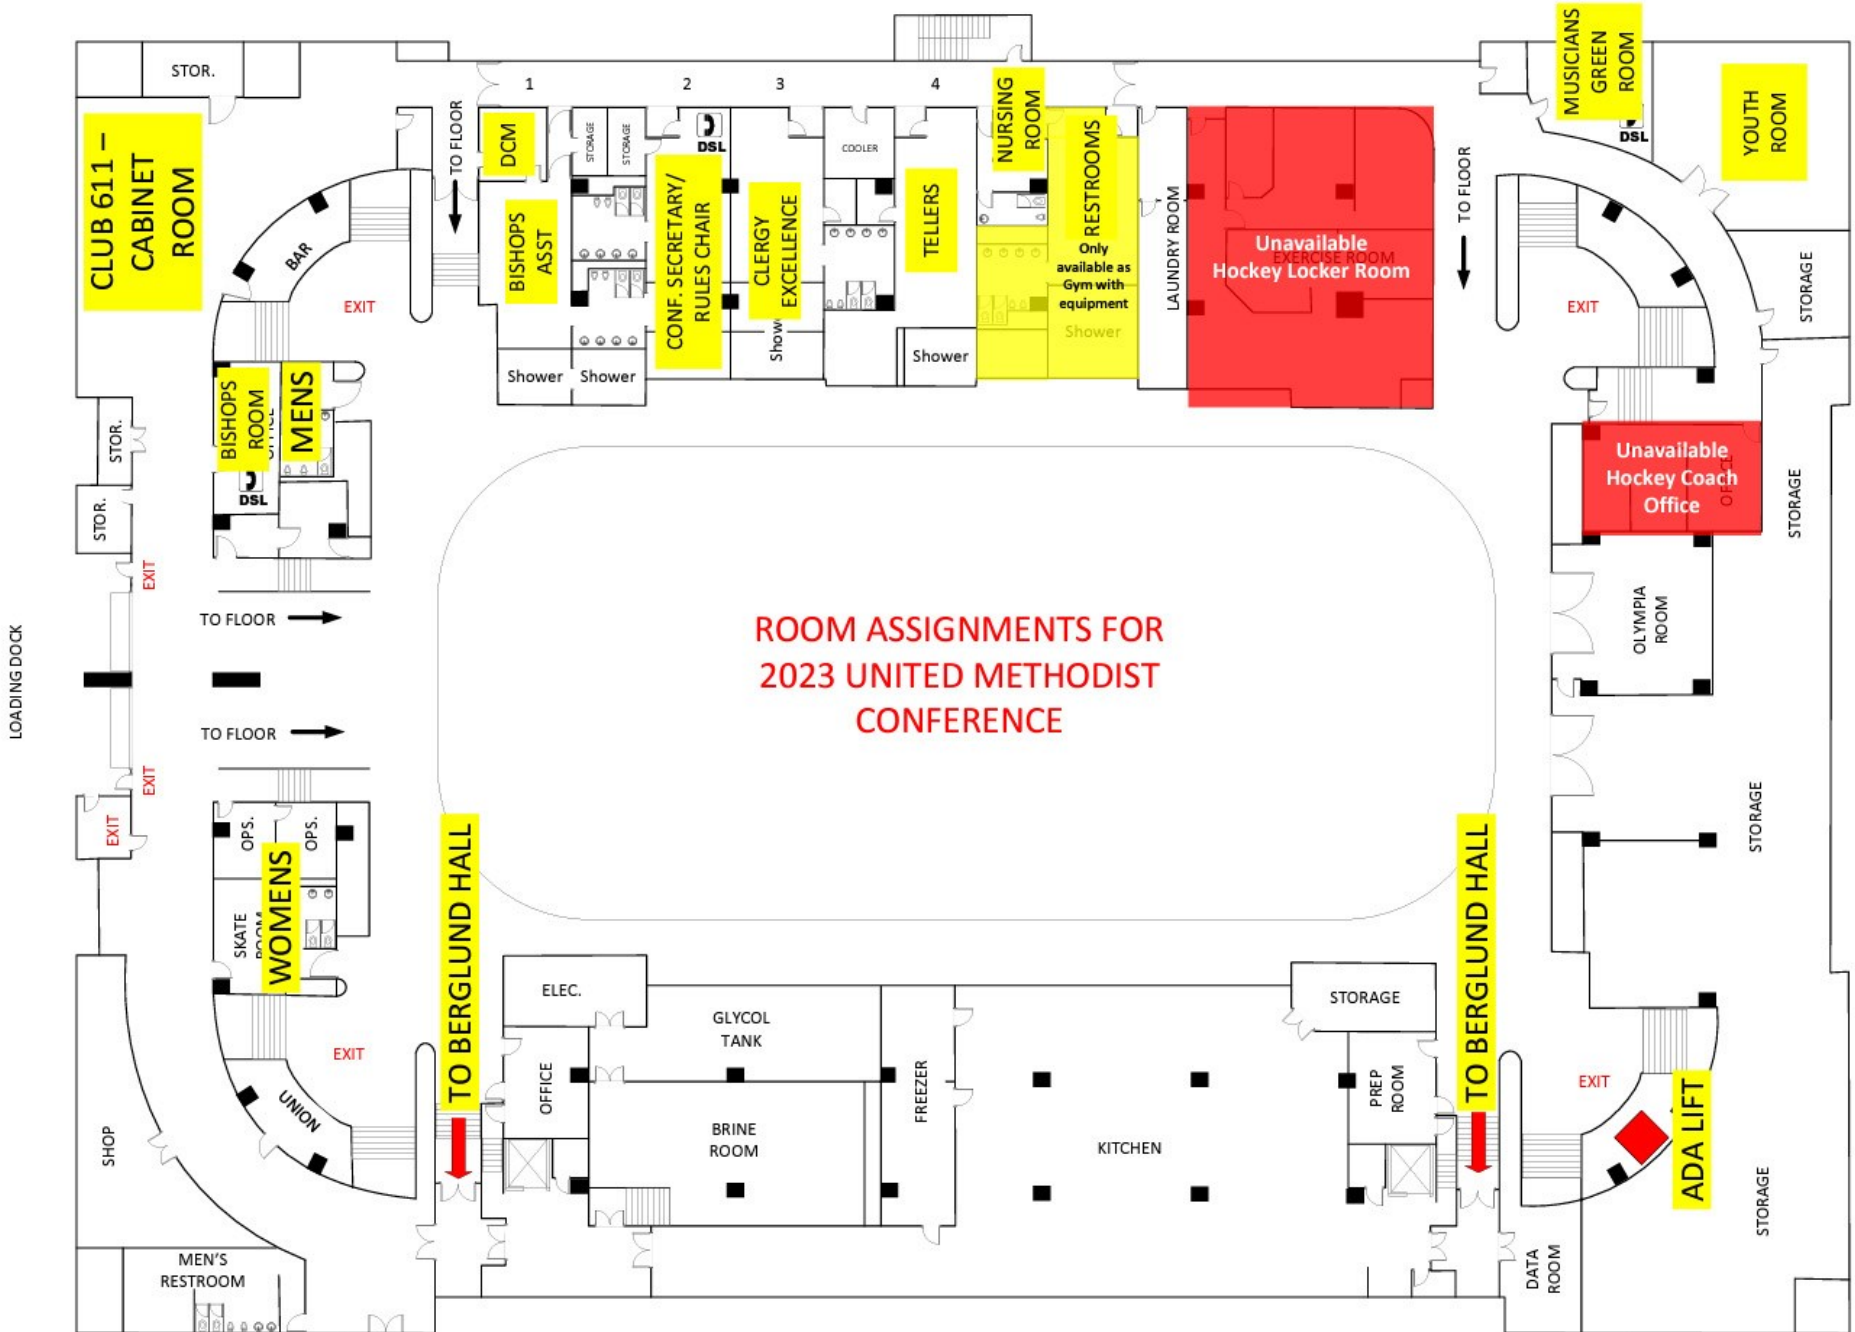 STOR.
1
2
3
4
MUSICIANS
GREEN
ROOM
DSL
YOUTH
ROOM
CLUB 611 –
CABINET
ROOM
TO FLOOR
DCM
STORAGE
STORAGE
DSL
COOLER
NURSING
ROOM
RESTROOMS
Only
available as
Gym with
equipment
Shower
LAUNDRY ROOM
Unavailable
Hockey Locker Room
EXERCISE ROOM
TO FLOOR
BAR
EXIT
BISHOPS
ASST
CONF. SECRETARY/
RULES CHAIR
CLERGY
EXCELLENCE
Shower
TELLERS
Shower
Shower
Shower
EXIT
STORAGE
BISHOPS
ROOM
OFFICE
DSL
MENS
STOR.
STOR.
Unavailable
Hockey Coach
Office
OFFICE
STORAGE
EXIT
TO FLOOR
LOADING DOCK
TO FLOOR
EXIT
EXIT
ROOM ASSIGNMENTS FOR
2023 UNITED METHODIST
CONFERENCE
OLYMPIA
ROOM
STORAGE
OPS.
OPS.
SKATE
ROOM
WOMENS
TO BERGLUND HALL
TO BERGLUND HALL
ELEC.
GLYCOL
TANK
STORAGE
EXIT
OFFICE
FREEZER
PREP
ROOM
EXIT
UNION
BRINE
ROOM
KITCHEN
ADA LIFT
SHOP
STORAGE
MEN'S
RESTROOM
DATA
ROOM